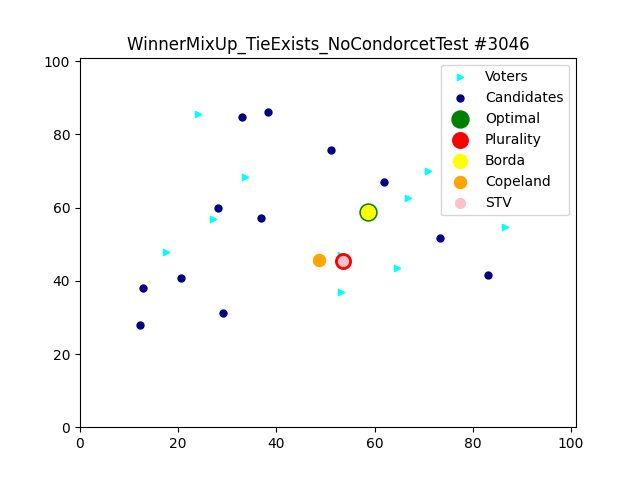 WinnerMixUp_TieExists_NoCondorcetTest #3046
100
80
60
40
20
0
0
20
40
60
80
100
Voters
Candidates
Optimal
Plurality
Borda
Copeland
STV